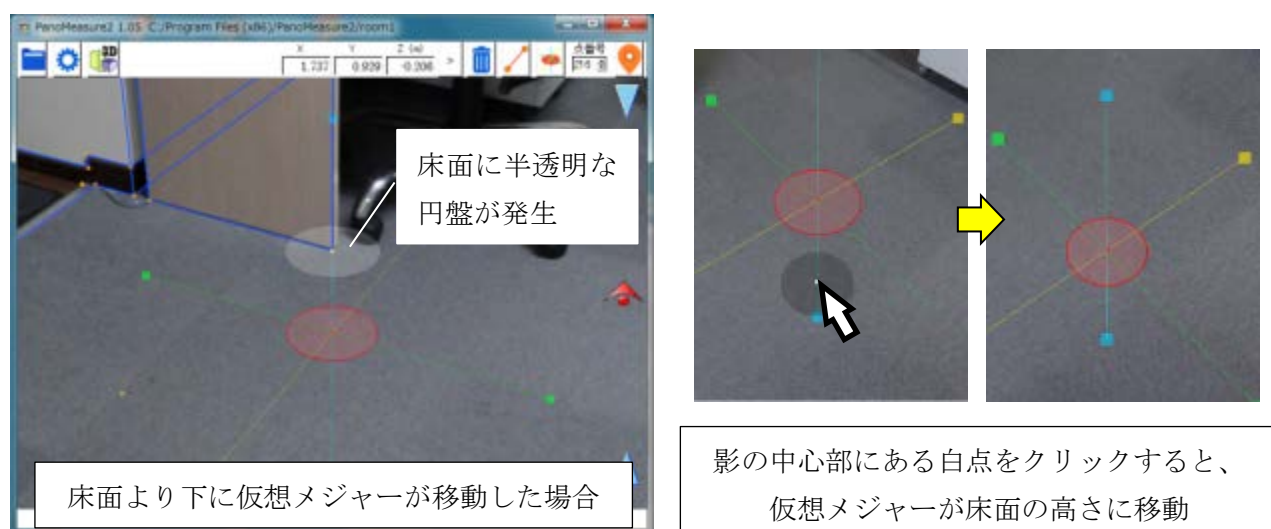 PanoMeasure2 1.05 C:/Program Files (x86)/PanoMeasure2/room1
3D
X Y Z (m)
1.737 0.929 -0.206 >
点番号
床面に半透明な
円盤が発生
床面より下に仮想メジャーが移動した場合
影の中心部にある白点をクリックすると、
仮想メジャーが床面の高さに移動